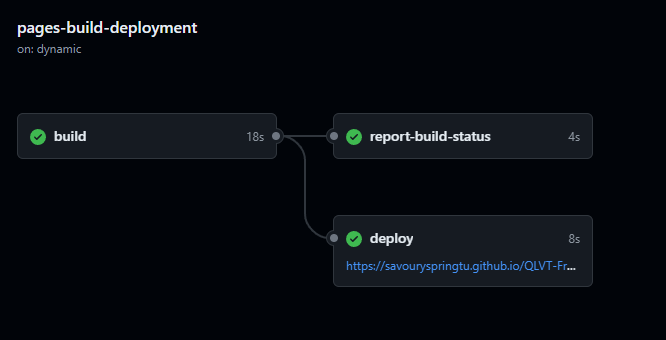 pages-build-deployment
on: dynamic
build 18s
report-build-status 4s
deploy 8s
https://savouryspringtu.github.io/QLVT-Fr...